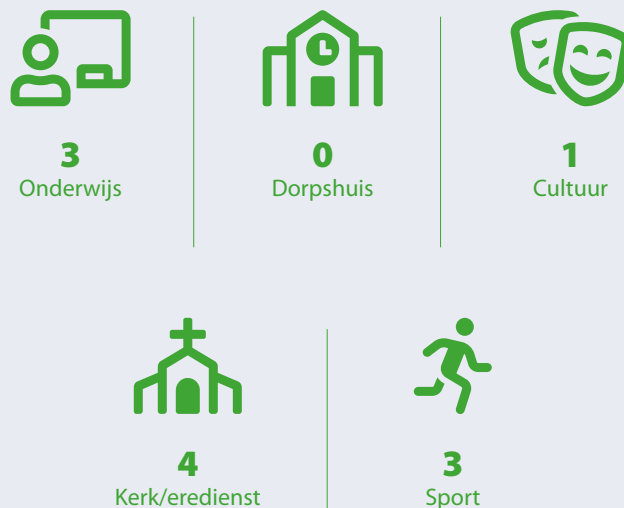 3
Onderwijs
0
Dorpshuis
1
Cultuur
4
Kerk/eredienst
3
Sport